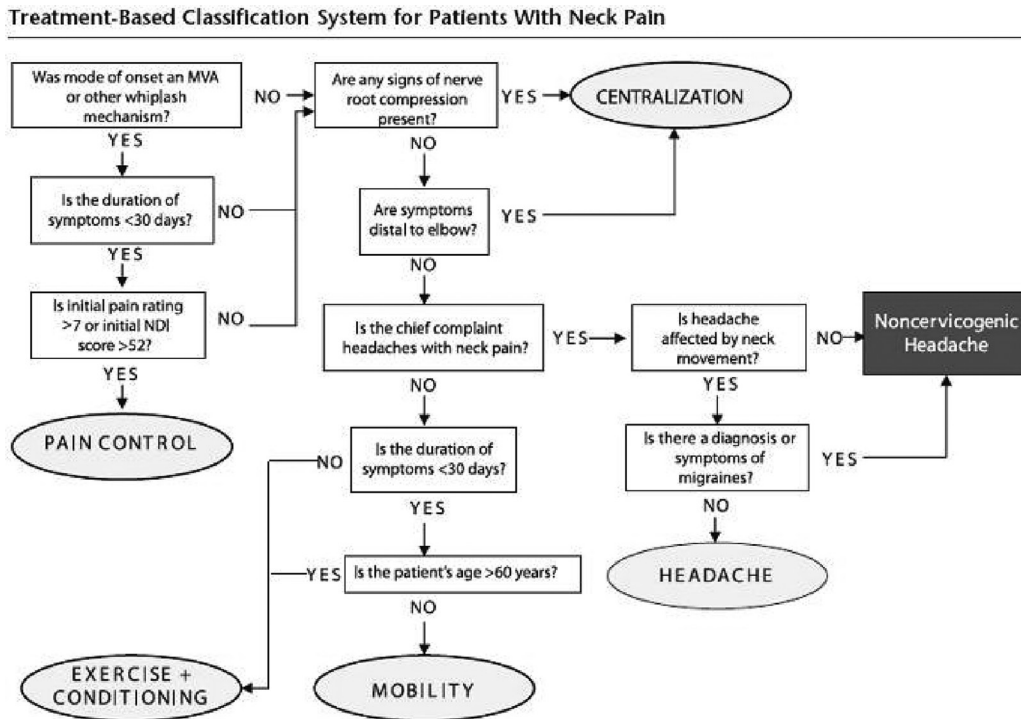 Treatment-Based Classification System for Patients With Neck Pain
Was mode of onset an MVA
or other whiplash
mechanism?
NO
Are any signs of nerve
root compression
present?
YES
CENTRALIZATION
YES
NO
Is the duration of
symptoms <30 days?
NO
Are symptoms
distal to elbow?
YES
YES
NO
Is initial pain rating
>7 or initial NDI
score >52?
NO
Is the chief complaint
headaches with neck pain?
YES
Is headache
affected by neck
movement?
NO
Noncervicogenic
Headache
YES
NO
YES
PAIN CONTROL
NO
Is the duration of
symptoms <30 days?
Is there a diagnosis or
symptoms of
migraines?
YES
YES
NO
YES
Is the patient's age >60 years?
HEADACHE
NO
EXERCISE +
CONDITIONING
MOBILITY